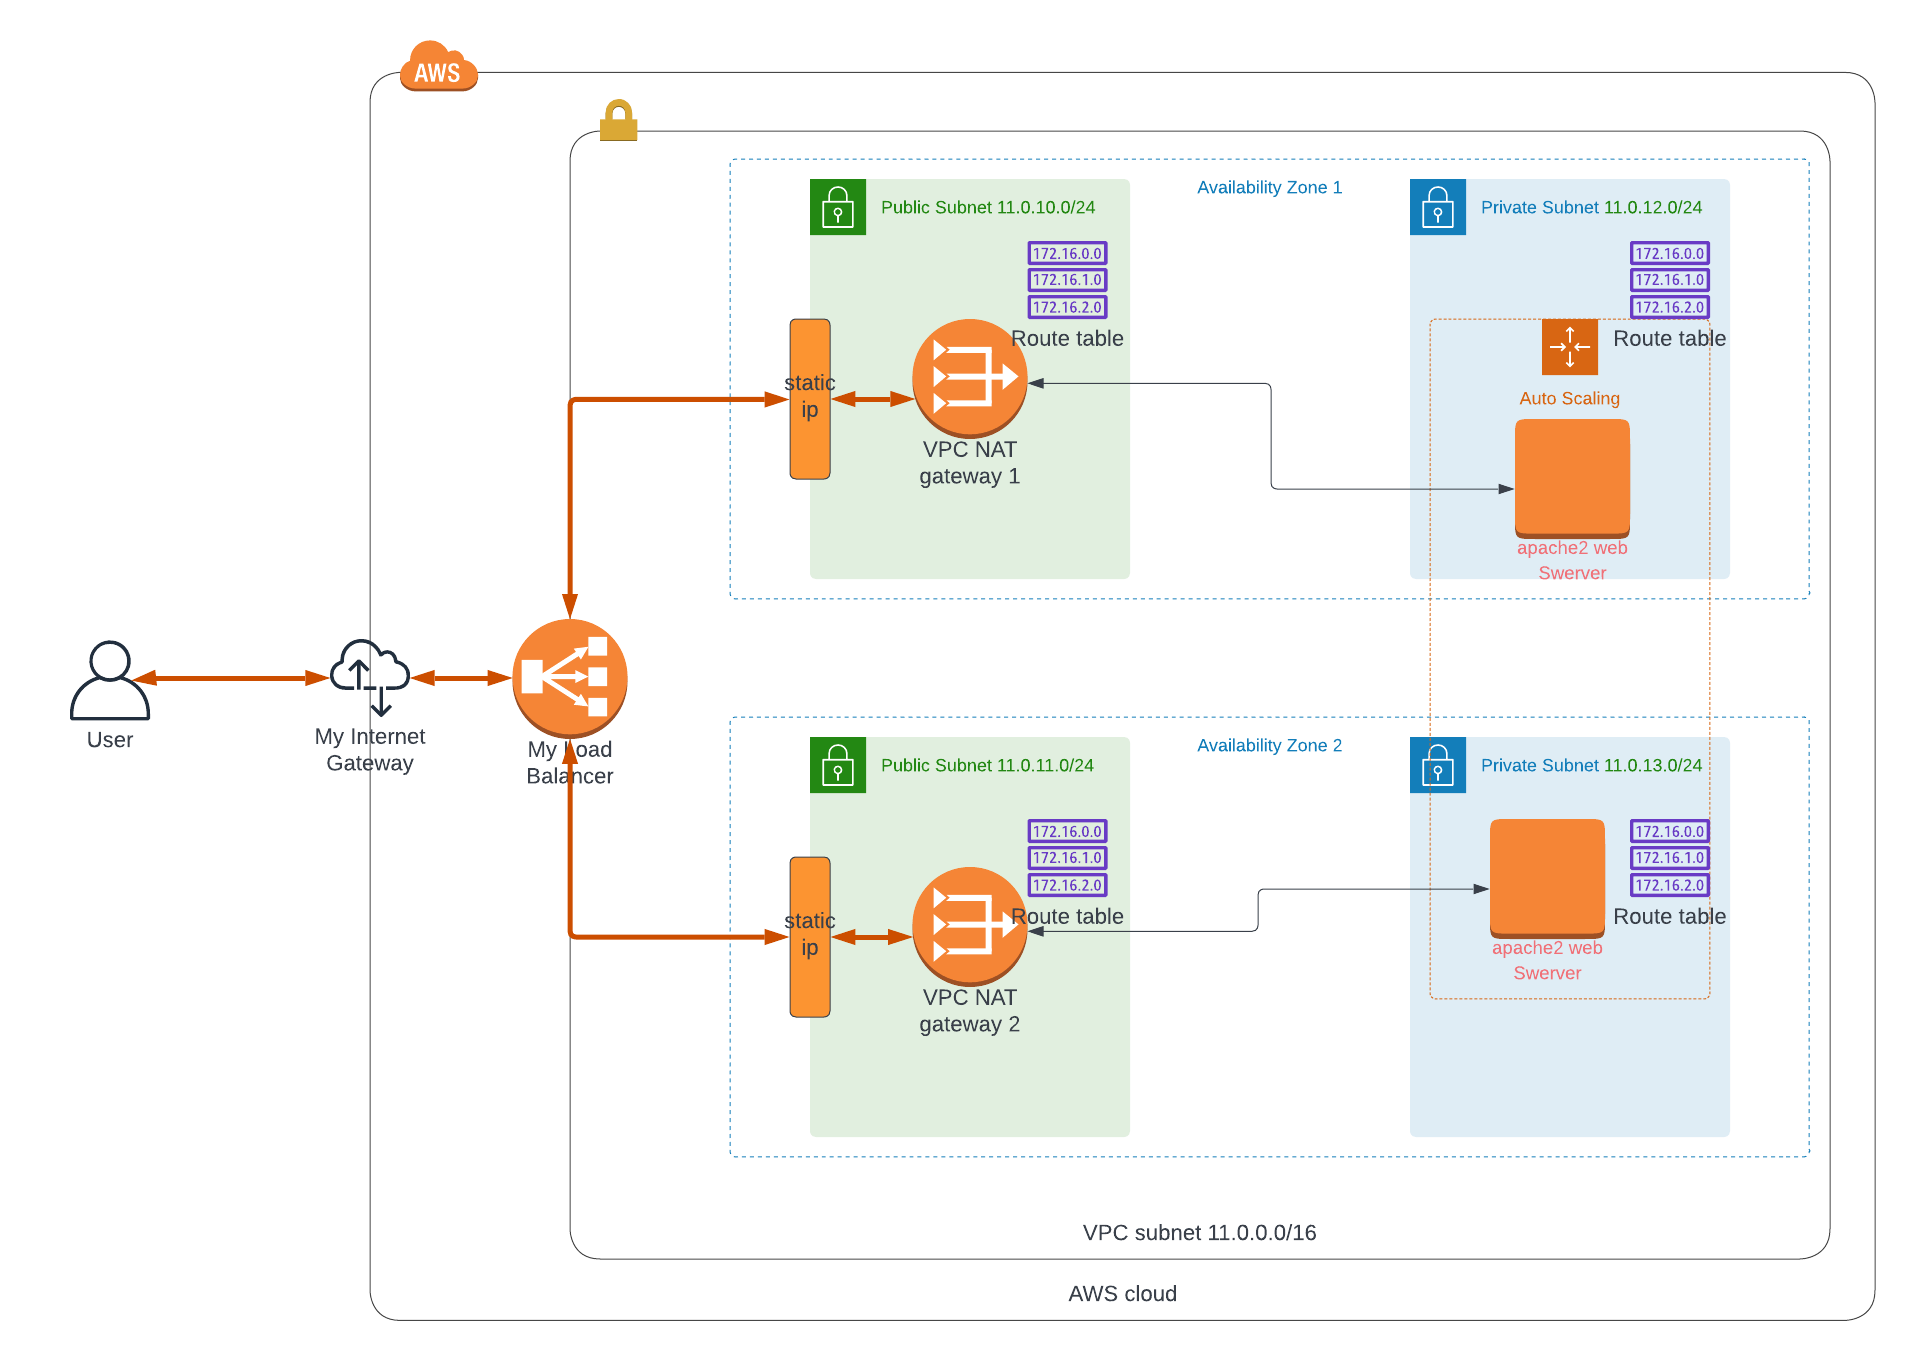 AWS
Availability Zone 1
Public Subnet 11.0.10.0/24
172.16.0.0
172.16.1.0
172.16.2.0
Route table
static
ip
VPC NAT
gateway 1
Private Subnet 11.0.12.0/24
172.16.0.0
172.16.1.0
172.16.2.0
Route table
Auto Scaling
apache2 web
Swerver
User
My Internet
Gateway
My Load
Balancer
Availability Zone 2
Public Subnet 11.0.11.0/24
172.16.0.0
172.16.1.0
172.16.2.0
Route table
static
ip
VPC NAT
gateway 2
Private Subnet 11.0.13.0/24
172.16.0.0
172.16.1.0
172.16.2.0
Route table
apache2 web
Swerver
VPC subnet 11.0.0.0/16
AWS cloud